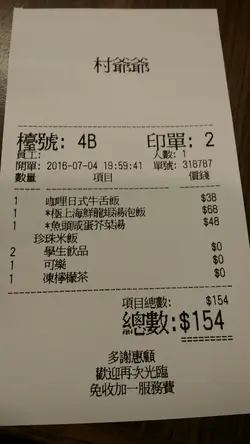 村爺爺
檯號: 4B 印單: 2
員工: 人數: 1
開單: 2016-07-04 19:59:41 單號: 318787
數量 項目 價錢
1 咖哩日式牛舌飯 $38
1 *極上海鮮龍蝦湯泡飯 $68
1 *魚頭咸蛋芥菜湯 $48
珍珠米飯
2 學生飲品 $0
1 可樂 $0
1 凍檸檬茶 $0
項目總數: $154
總數:$154
多謝惠顧
歡迎再次光臨
免收加一服務費